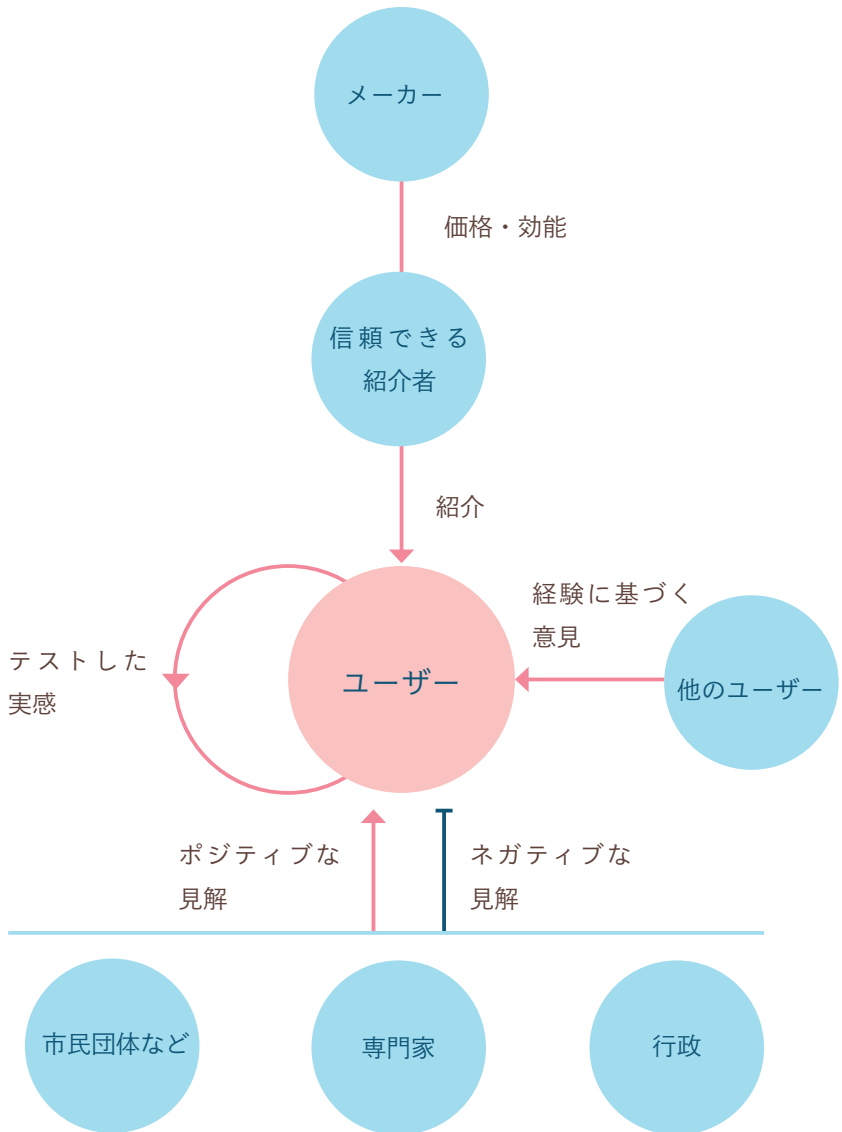 メーカー
価格・効能
信頼できる
紹介者
紹介
経験に基づく
意見
テストした
実感
ユーザー
他のユーザー
ポジティブな
見解
ネガティブな
見解
市民団体など
専門家
行政